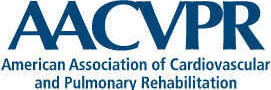 AACVPR
American Association of Cardiovascular
and Pulmonary Rehabilitation